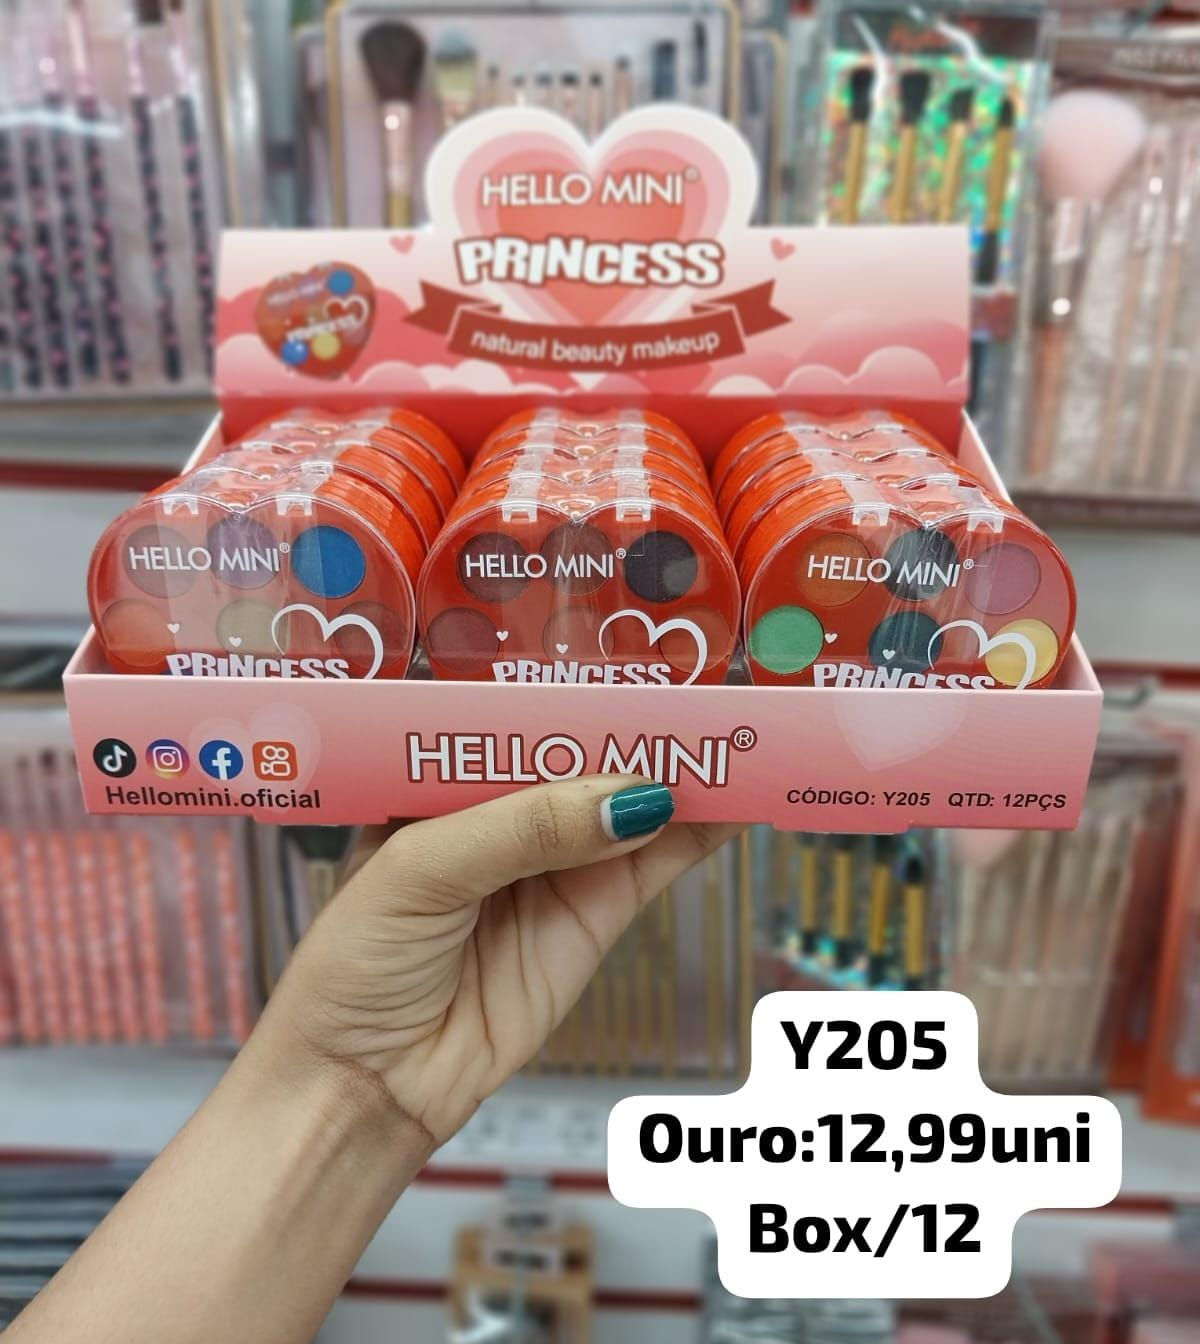 HELLO MINI®
PRINCESS
natural beauty makeup
PRINCESS
HELLO MINI®
PRINCESS
HELLO MINI®
PRINCESS
HELLO MINI®
PRINCESS
HELLO MINI®
Hellomini.oficial
CÓDIGO: Y205 QTD: 12PÇS
Y205
Ouro:12,99uni
Box/12